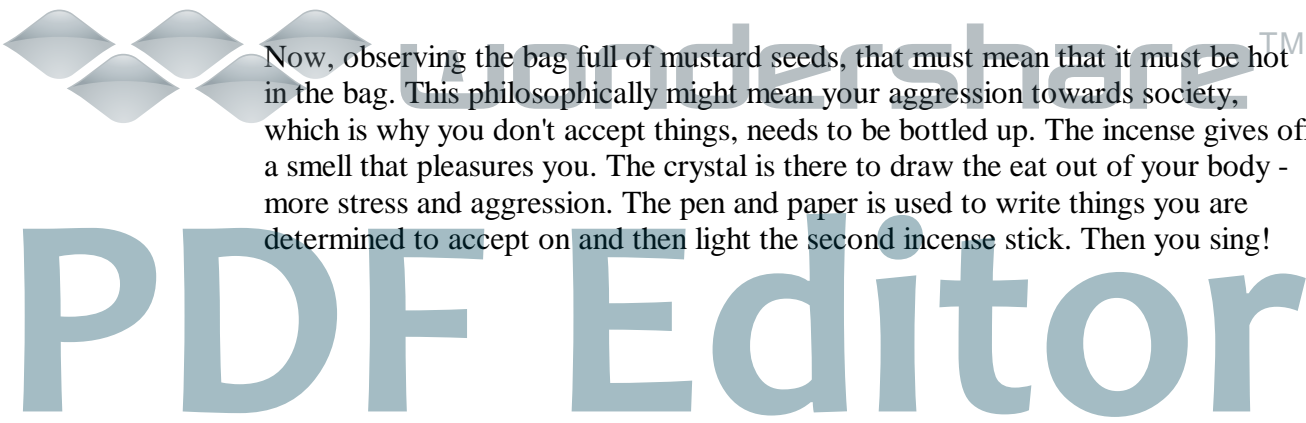 wondershare™
Now, observing the bag full of mustard seeds, that must mean that it must be hot
in the bag. This philosophically might mean your aggression towards society,
which is why you don't accept things, needs to be bottled up. The incense gives off
a smell that pleasures you. The crystal is there to draw the eat out of your body -
more stress and aggression. The pen and paper is used to write things you are
determined to accept on and then light the second incense stick. Then you sing!
PDF Editor